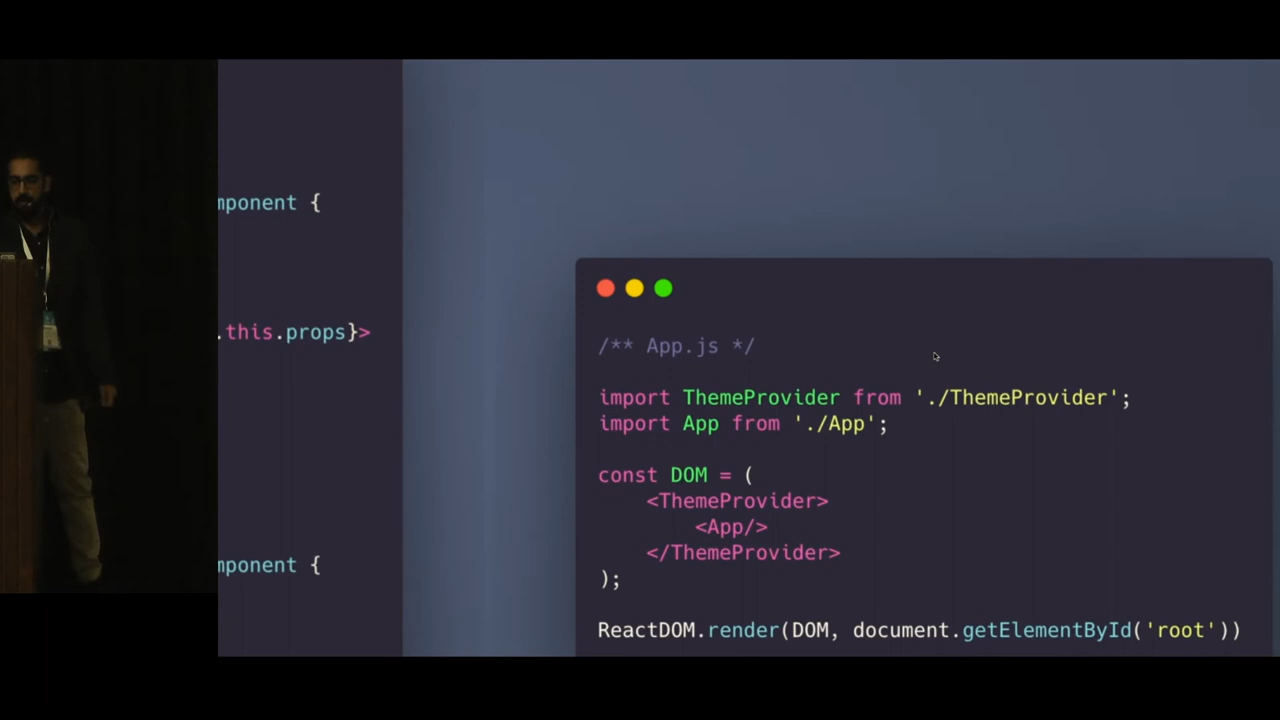 mponent {
.this.props}>
mponent {
/** App.js */
import ThemeProvider from './ThemeProvider';
import App from './App';
const DOM = (
<ThemeProvider>
<App/>
</ThemeProvider>
);
ReactDOM.render(DOM, document.getElementById('root'))